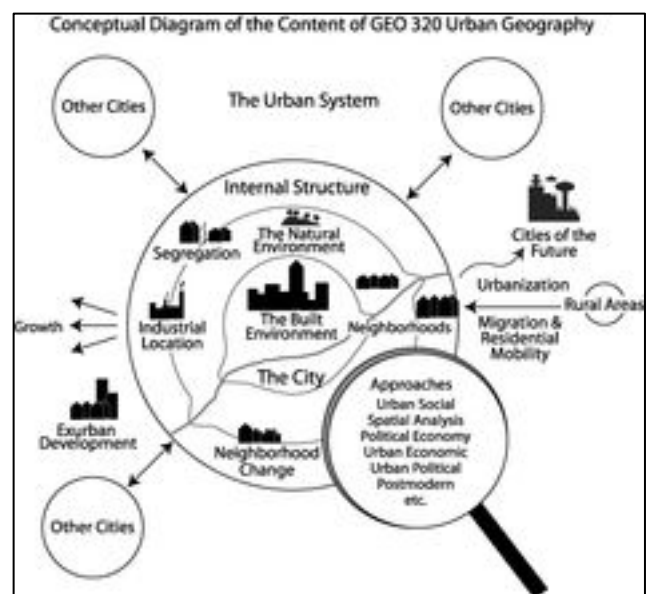 Conceptual Diagram of the Content of GEO 320 Urban Geography
Other Cities
The Urban System
Other Cities
Internal Structure
The Natural
Environment
Segregation
Cities of the
Future
Urbanization
Rural Areas
Migration &
Residential
Mobility
Growth
Industrial
Location
The Built
Environment
Neighborhoods
The City
Exurban
Development
Neighborhood
Change
Approaches
Urban Social
Spatial Analysis
Political Economy
Urban Economic
Urban Political
Postmodern
etc.
Other Cities